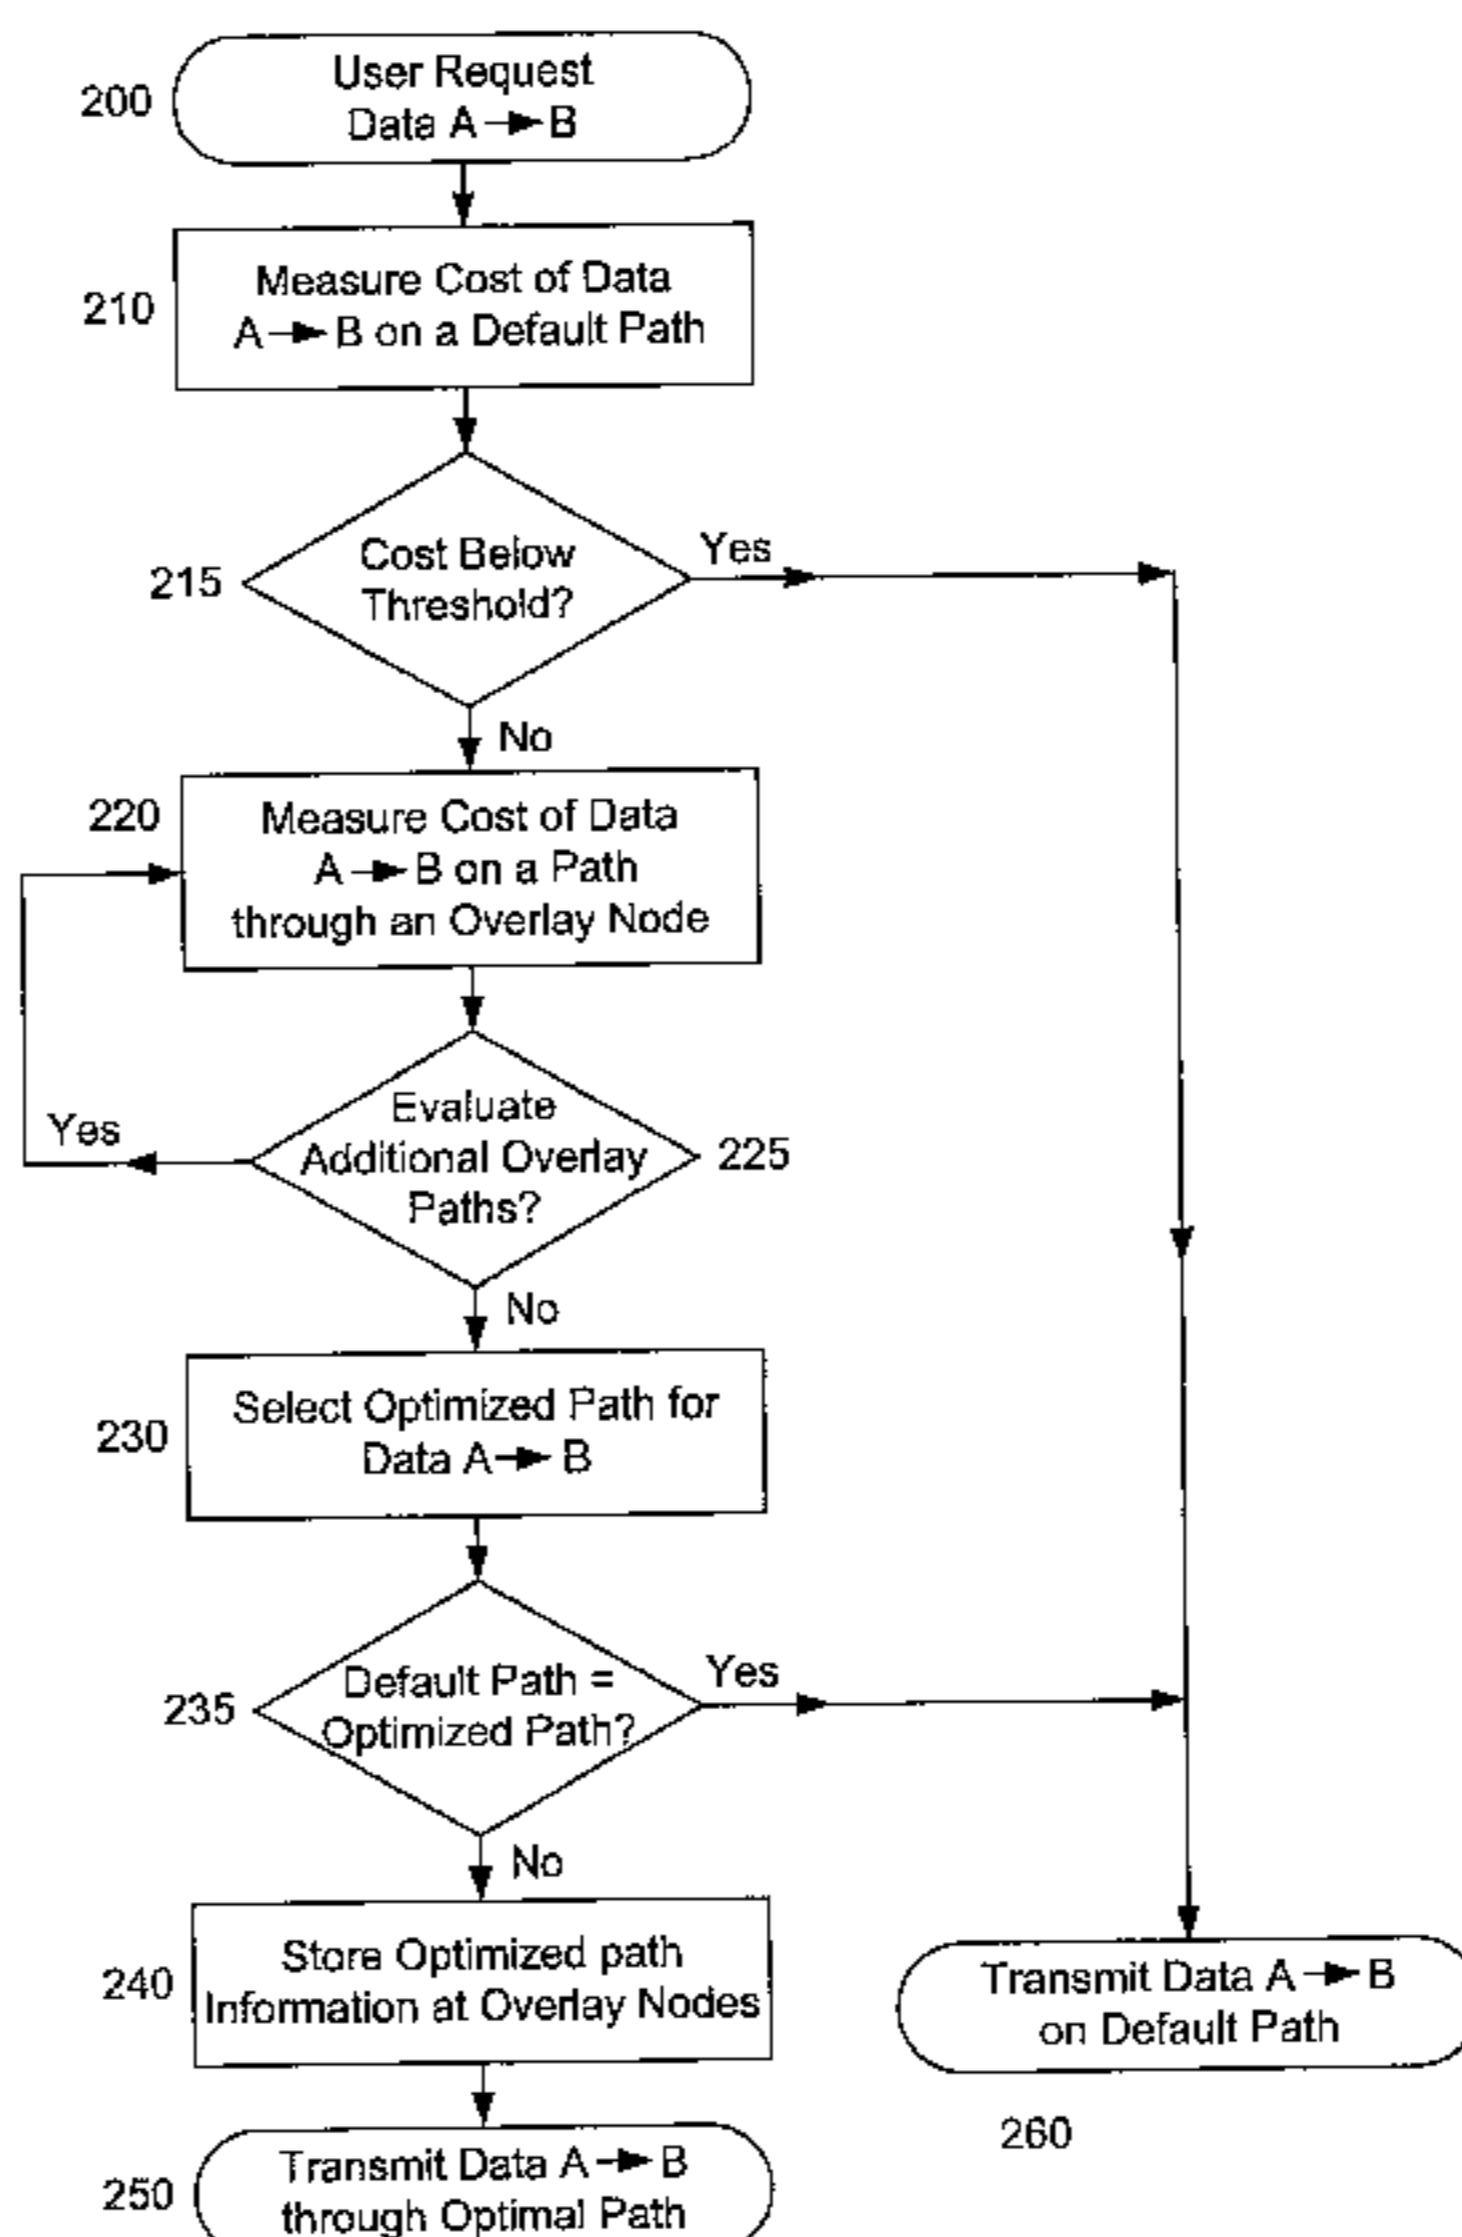 200
User Request
Data A → B
210
Measure Cost of Data
A → B on a Default Path
215
Cost Below
Threshold?
Yes
No
220
Measure Cost of Data
A → B on a Path
through an Overlay Node
Evaluate
Additional Overlay
Paths?
225
Yes
No
230
Select Optimized Path for
Data A → B
235
Default Path =
Optimized Path?
Yes
No
240
Store Optimized path
Information at Overlay Nodes
Transmit Data A → B
on Default Path
260
250
Transmit Data A → B
through Optimal Path